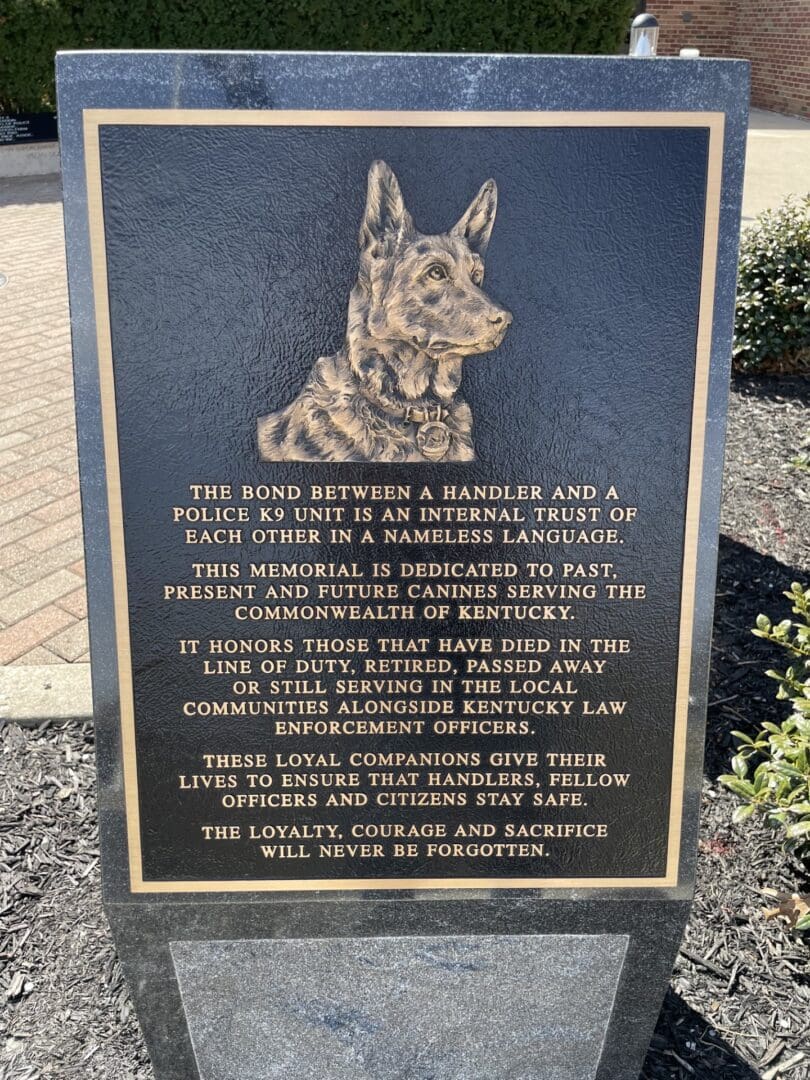 THE BOND BETWEEN A HANDLER AND A
POLICE K9 UNIT IS AN INTERNAL TRUST OF
EACH OTHER IN A NAMELESS LANGUAGE.
THIS MEMORIAL IS DEDICATED TO PAST,
PRESENT AND FUTURE CANINES SERVING THE
COMMONWEALTH OF KENTUCKY.
IT HONORS THOSE THAT HAVE DIED IN THE
LINE OF DUTY, RETIRED, PASSED AWAY
OR STILL SERVING IN THE LOCAL
COMMUNITIES ALONGSIDE KENTUCKY LAW
ENFORCEMENT OFFICERS.
THESE LOYAL COMPANIONS GIVE THEIR
LIVES TO ENSURE THAT HANDLERS, FELLOW
OFFICERS AND CITIZENS STAY SAFE.
THE LOYALTY, COURAGE AND SACRIFICE
WILL NEVER BE FORGOTTEN.